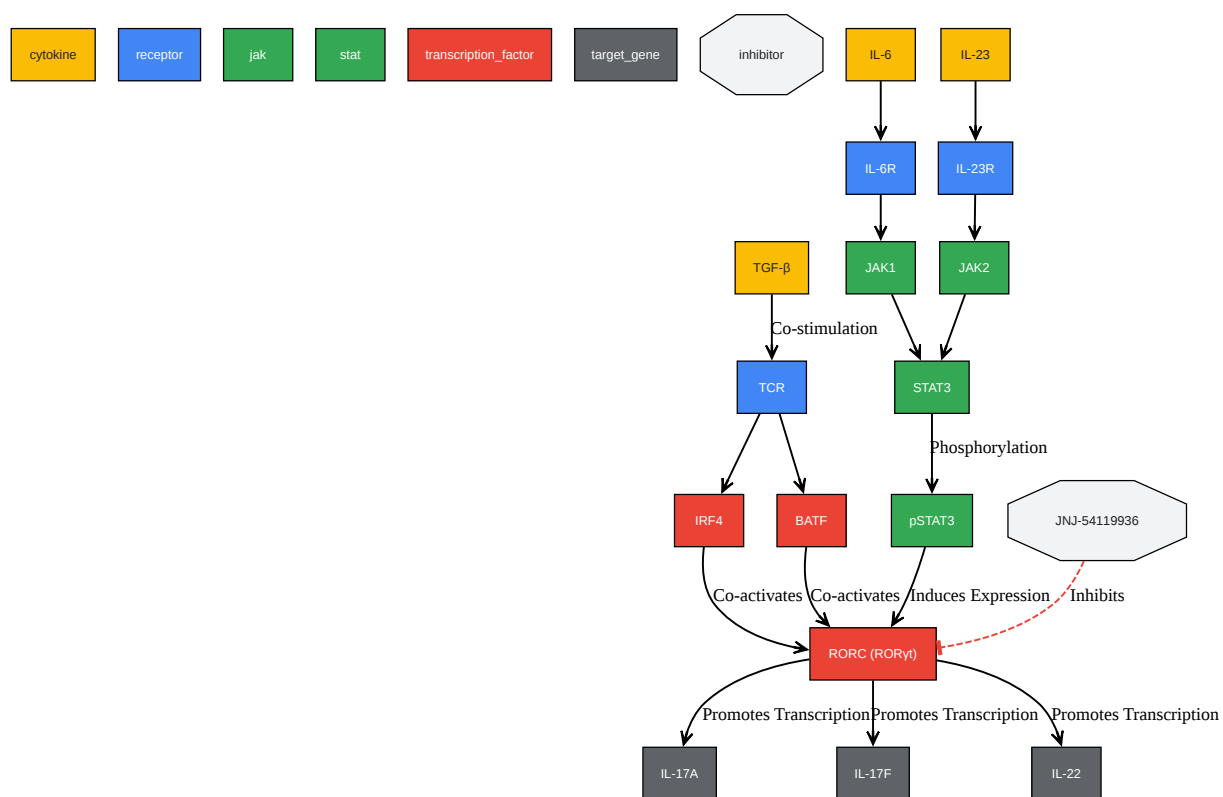 cytokine
receptor
jak
stat
transcription_factor
target_gene
inhibitor
IL-6
IL-23
IL-6R
IL-23R
TGF-β
JAK1
JAK2
Co-stimulation
TCR
STAT3
Phosphorylation
IRF4
BATF
pSTAT3
JNJ-54119936
Co-activates
Co-activates
Induces Expression
Inhibits
RORC (RORγt)
Promotes Transcription
Promotes Transcription
Promotes Transcription
IL-17A
IL-17F
IL-22